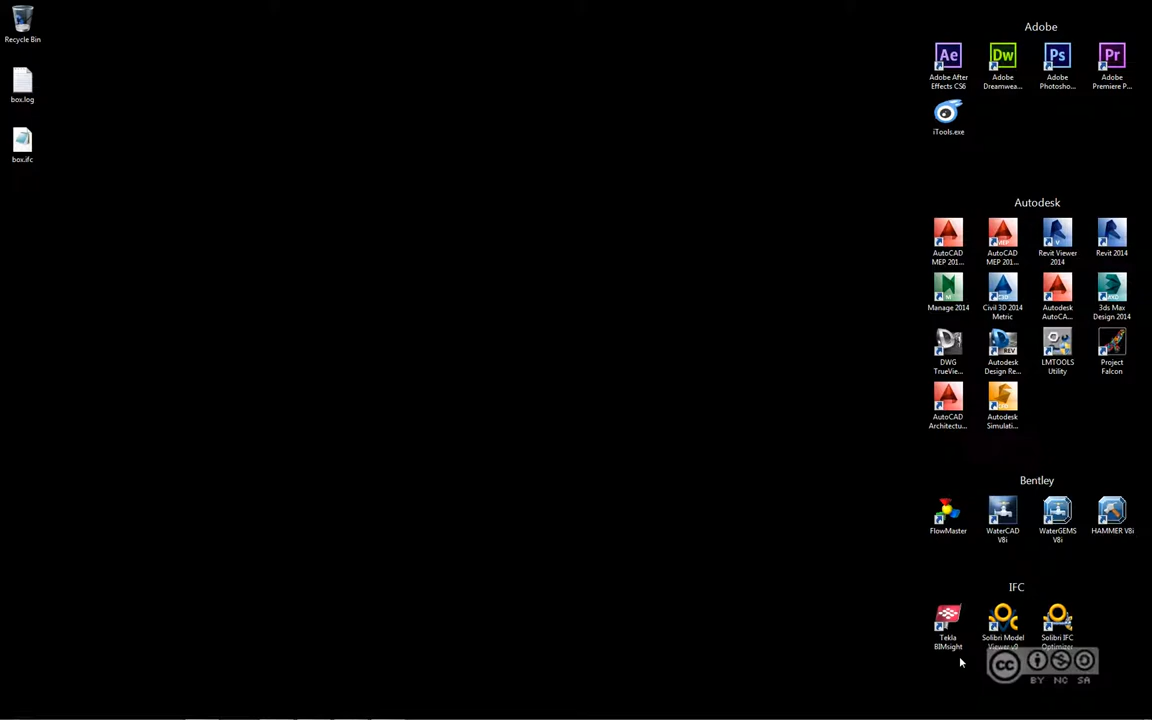 Recycle Bin
box.log
box.ifc
Adobe
Ae
Dw
Ps
Pr
Adobe After
Effects CS6
Adobe
Dreamwea...
Adobe
Photosho...
Adobe
Premiere P...
iTools.exe
Autodesk
AutoCAD
MEP 201...
AutoCAD
MEP 201...
Revit Viewer
2014
Revit 2014
Manage 2014
Civil 3D 2014
Metric
Autodesk
AutoCA...
3ds Max
Design 2014
DWG
TrueVie...
Autodesk
Design Re...
LMTOOLS
Utility
Project
Falcon
AutoCAD
Architectu...
Autodesk
Simulati...
Bentley
FlowMaster
WaterCAD
V8i
WaterGEMS
V8i
HAMMER V8i
IFC
Tekla
BIMsight
Solibri Model
Viewer v9
Solibri IFC
Optimizer
cc
BY NC SA